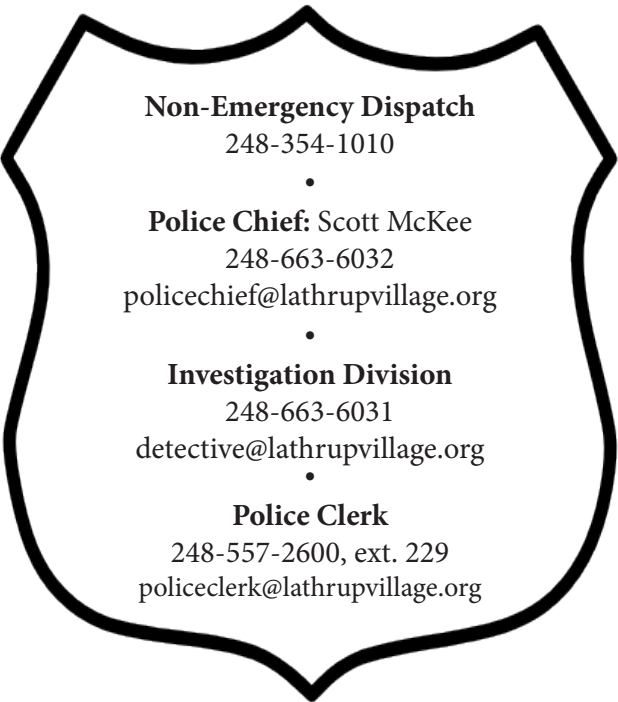 Non-Emergency Dispatch
248-354-1010
•
Police Chief: Scott McKee
248-663-6032
policechief@lathrupvillage.org
•
Investigation Division
248-663-6031
detective@lathrupvillage.org
•
Police Clerk
248-557-2600, ext. 229
policeclerk@lathrupvillage.org